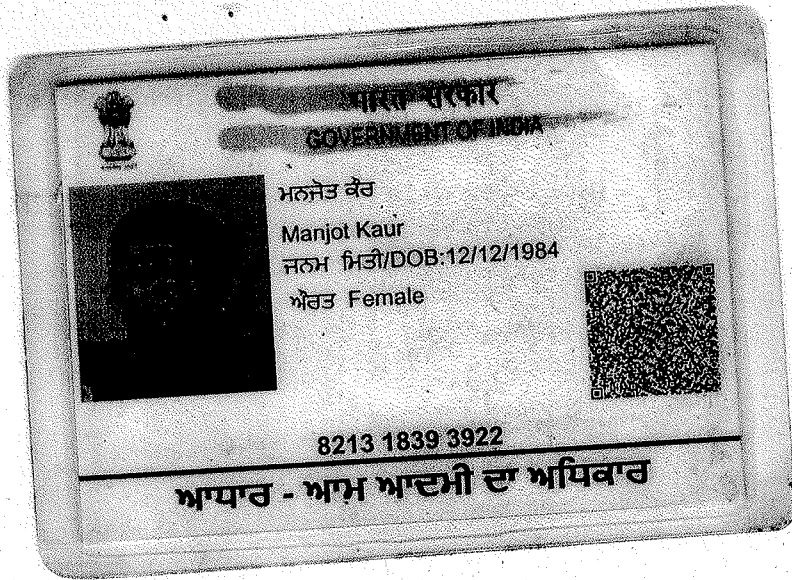 भारत सरकार
GOVERNMENT OF INDIA
ਮਨਜੋਤ ਕੌਰ
Manjot Kaur
ਜਨਮ ਮਿਤੀ/DOB:12/12/1984
ਔਰਤ Female
8213 1839 3922
ਆਧਾਰ - ਆਮ ਆਦਮੀ ਦਾ ਅਧਿਕਾਰ